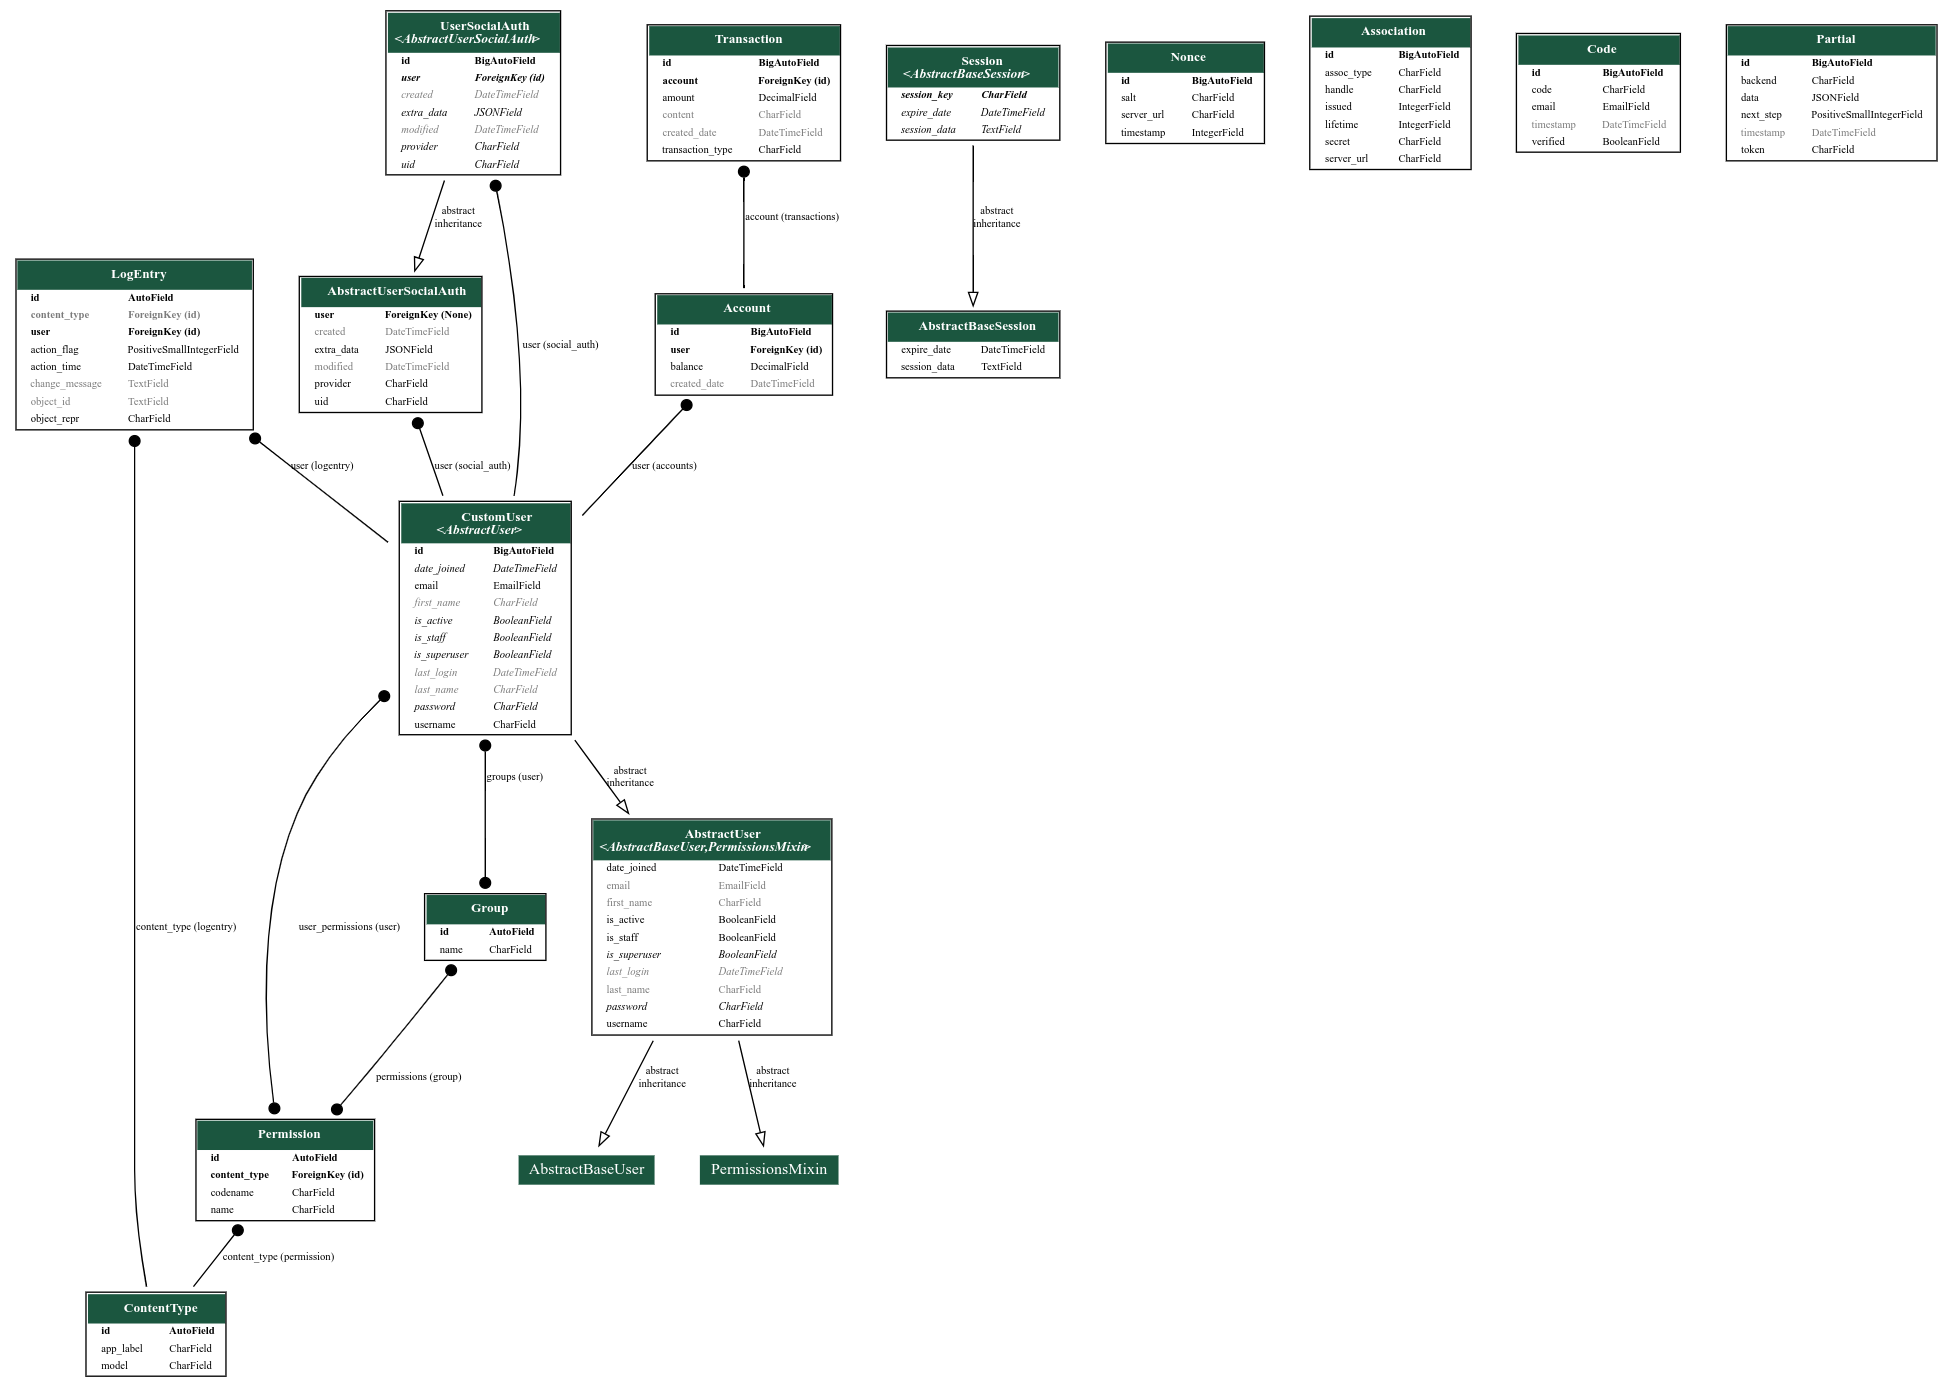 UserSocialAuth
<AbstractUserSocialAuth>
id BigAutoField
user ForeignKey (id)
created DateTimeField
extra_data JSONField
modified DateTimeField
provider CharField
uid CharField
Transaction
id BigAutoField
account ForeignKey (id)
amount DecimalField
content CharField
created_date DateTimeField
transaction_type CharField
Session
<AbstractBaseSession>
session_key CharField
expire_date DateTimeField
session_data TextField
Nonce
id BigAutoField
salt CharField
server_url CharField
timestamp IntegerField
Association
id BigAutoField
assoc_type CharField
handle CharField
issued IntegerField
lifetime IntegerField
secret CharField
server_url CharField
Code
id BigAutoField
code CharField
email EmailField
timestamp DateTimeField
verified BooleanField
Partial
id BigAutoField
backend CharField
data JSONField
next_step PositiveSmallIntegerField
timestamp DateTimeField
token CharField
abstract
inheritance
account (transactions)
abstract
inheritance
LogEntry
id AutoField
content_type ForeignKey (id)
user ForeignKey (id)
action_flag PositiveSmallIntegerField
action_time DateTimeField
change_message TextField
object_id TextField
object_repr CharField
AbstractUserSocialAuth
user ForeignKey (None)
created DateTimeField
extra_data JSONField
modified DateTimeField
provider CharField
uid CharField
user (social_auth)
Account
id BigAutoField
user ForeignKey (id)
balance DecimalField
created_date DateTimeField
AbstractBaseSession
expire_date DateTimeField
session_data TextField
user (logentry)
user (social_auth)
user (accounts)
CustomUser
<AbstractUser>
id BigAutoField
date_joined DateTimeField
email EmailField
first_name CharField
is_active BooleanField
is_staff BooleanField
is_superuser BooleanField
last_login DateTimeField
last_name CharField
password CharField
username CharField
groups (user)
abstract
inheritance
AbstractUser
<AbstractBaseUser,PermissionsMixin>
date_joined DateTimeField
email EmailField
first_name CharField
is_active BooleanField
is_staff BooleanField
is_superuser BooleanField
last_login DateTimeField
last_name CharField
password CharField
username CharField
Group
id AutoField
name CharField
content_type (logentry)
user_permissions (user)
permissions (group)
abstract
inheritance
abstract
inheritance
Permission
id AutoField
content_type ForeignKey (id)
codename CharField
name CharField
AbstractBaseUser
PermissionsMixin
content_type (permission)
ContentType
id AutoField
app_label CharField
model CharField